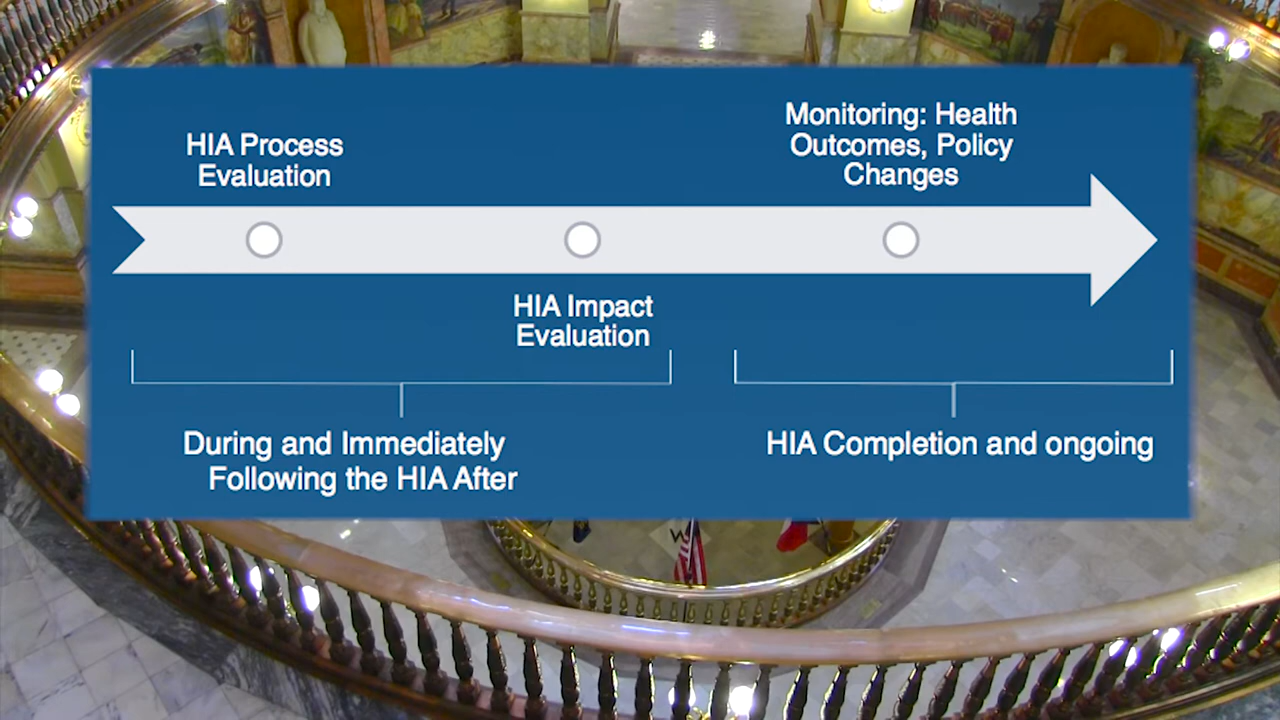 HIA Process
Evaluation
Monitoring: Health
Outcomes, Policy
Changes
HIA Impact
Evaluation
During and Immediately
Following the HIA After
HIA Completion and ongoing
W